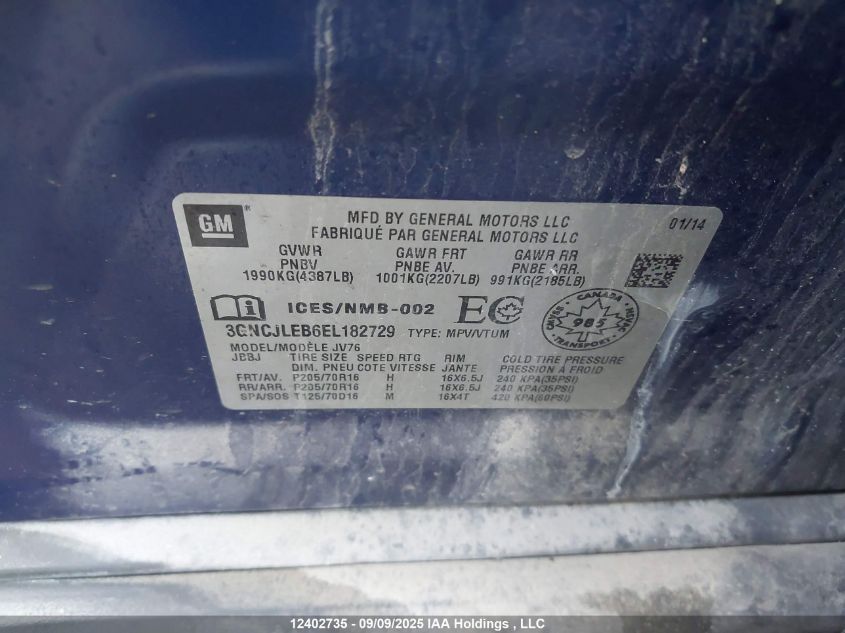 GM ®
MFD BY GENERAL MOTORS LLC 01/14
FABRIQUÉ PAR GENERAL MOTORS LLC
GVWR GAWR FRT GAWR RR
PNBV PNBE AV. PNBE ARR.
1990KG(4387LB) 1001KG(2207LB) 991KG(2185LB)
i ICES/NMB-002 EC
CANADA
985
TRANSPORT
3GNCJLEB6EL182729 TYPE: MPV/VTUM
MODEL/MODÈLE JV76
JBBJ TIRE SIZE SPEED RTG RIM COLD TIRE PRESSURE
DIM. PNEU COTE VITESSE JANTE PRESSION À FROID
FRT/AV. P205/70R16 H 16X6.5J 240 KPA(35PSI)
RR/ARR. P205/70R16 H 16X6.5J 240 KPA(35PSI)
SPA/SOS T125/70D16 M 16X4T 420 KPA(60PSI)
12402735 - 09/09/2025 IAA Holdings , LLC